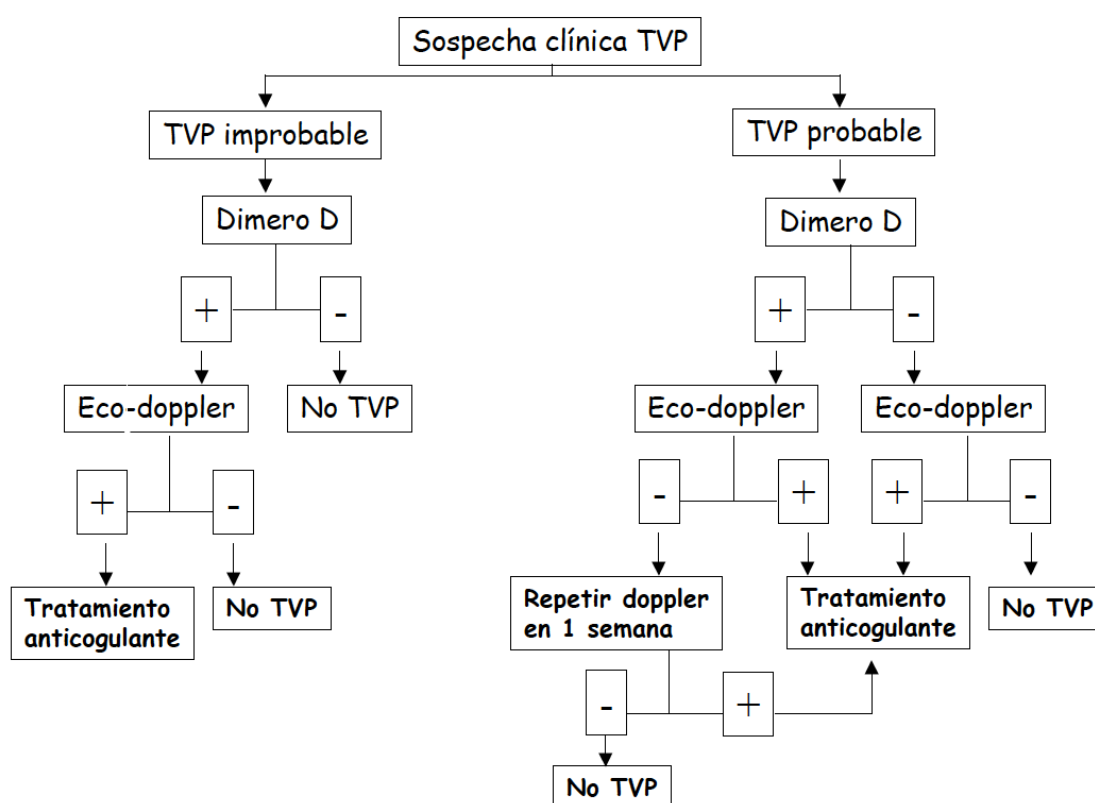 Sospecha clínica TVP
TVP improbable
TVP probable
Dimero D
Dimero D
+
-
+
-
Eco-doppler
No TVP
Eco-doppler
Eco-doppler
+
-
-
+
+
-
Tratamiento
anticogulante
No TVP
Repetir doppler
en 1 semana
Tratamiento
anticogulante
No TVP
-
+
No TVP